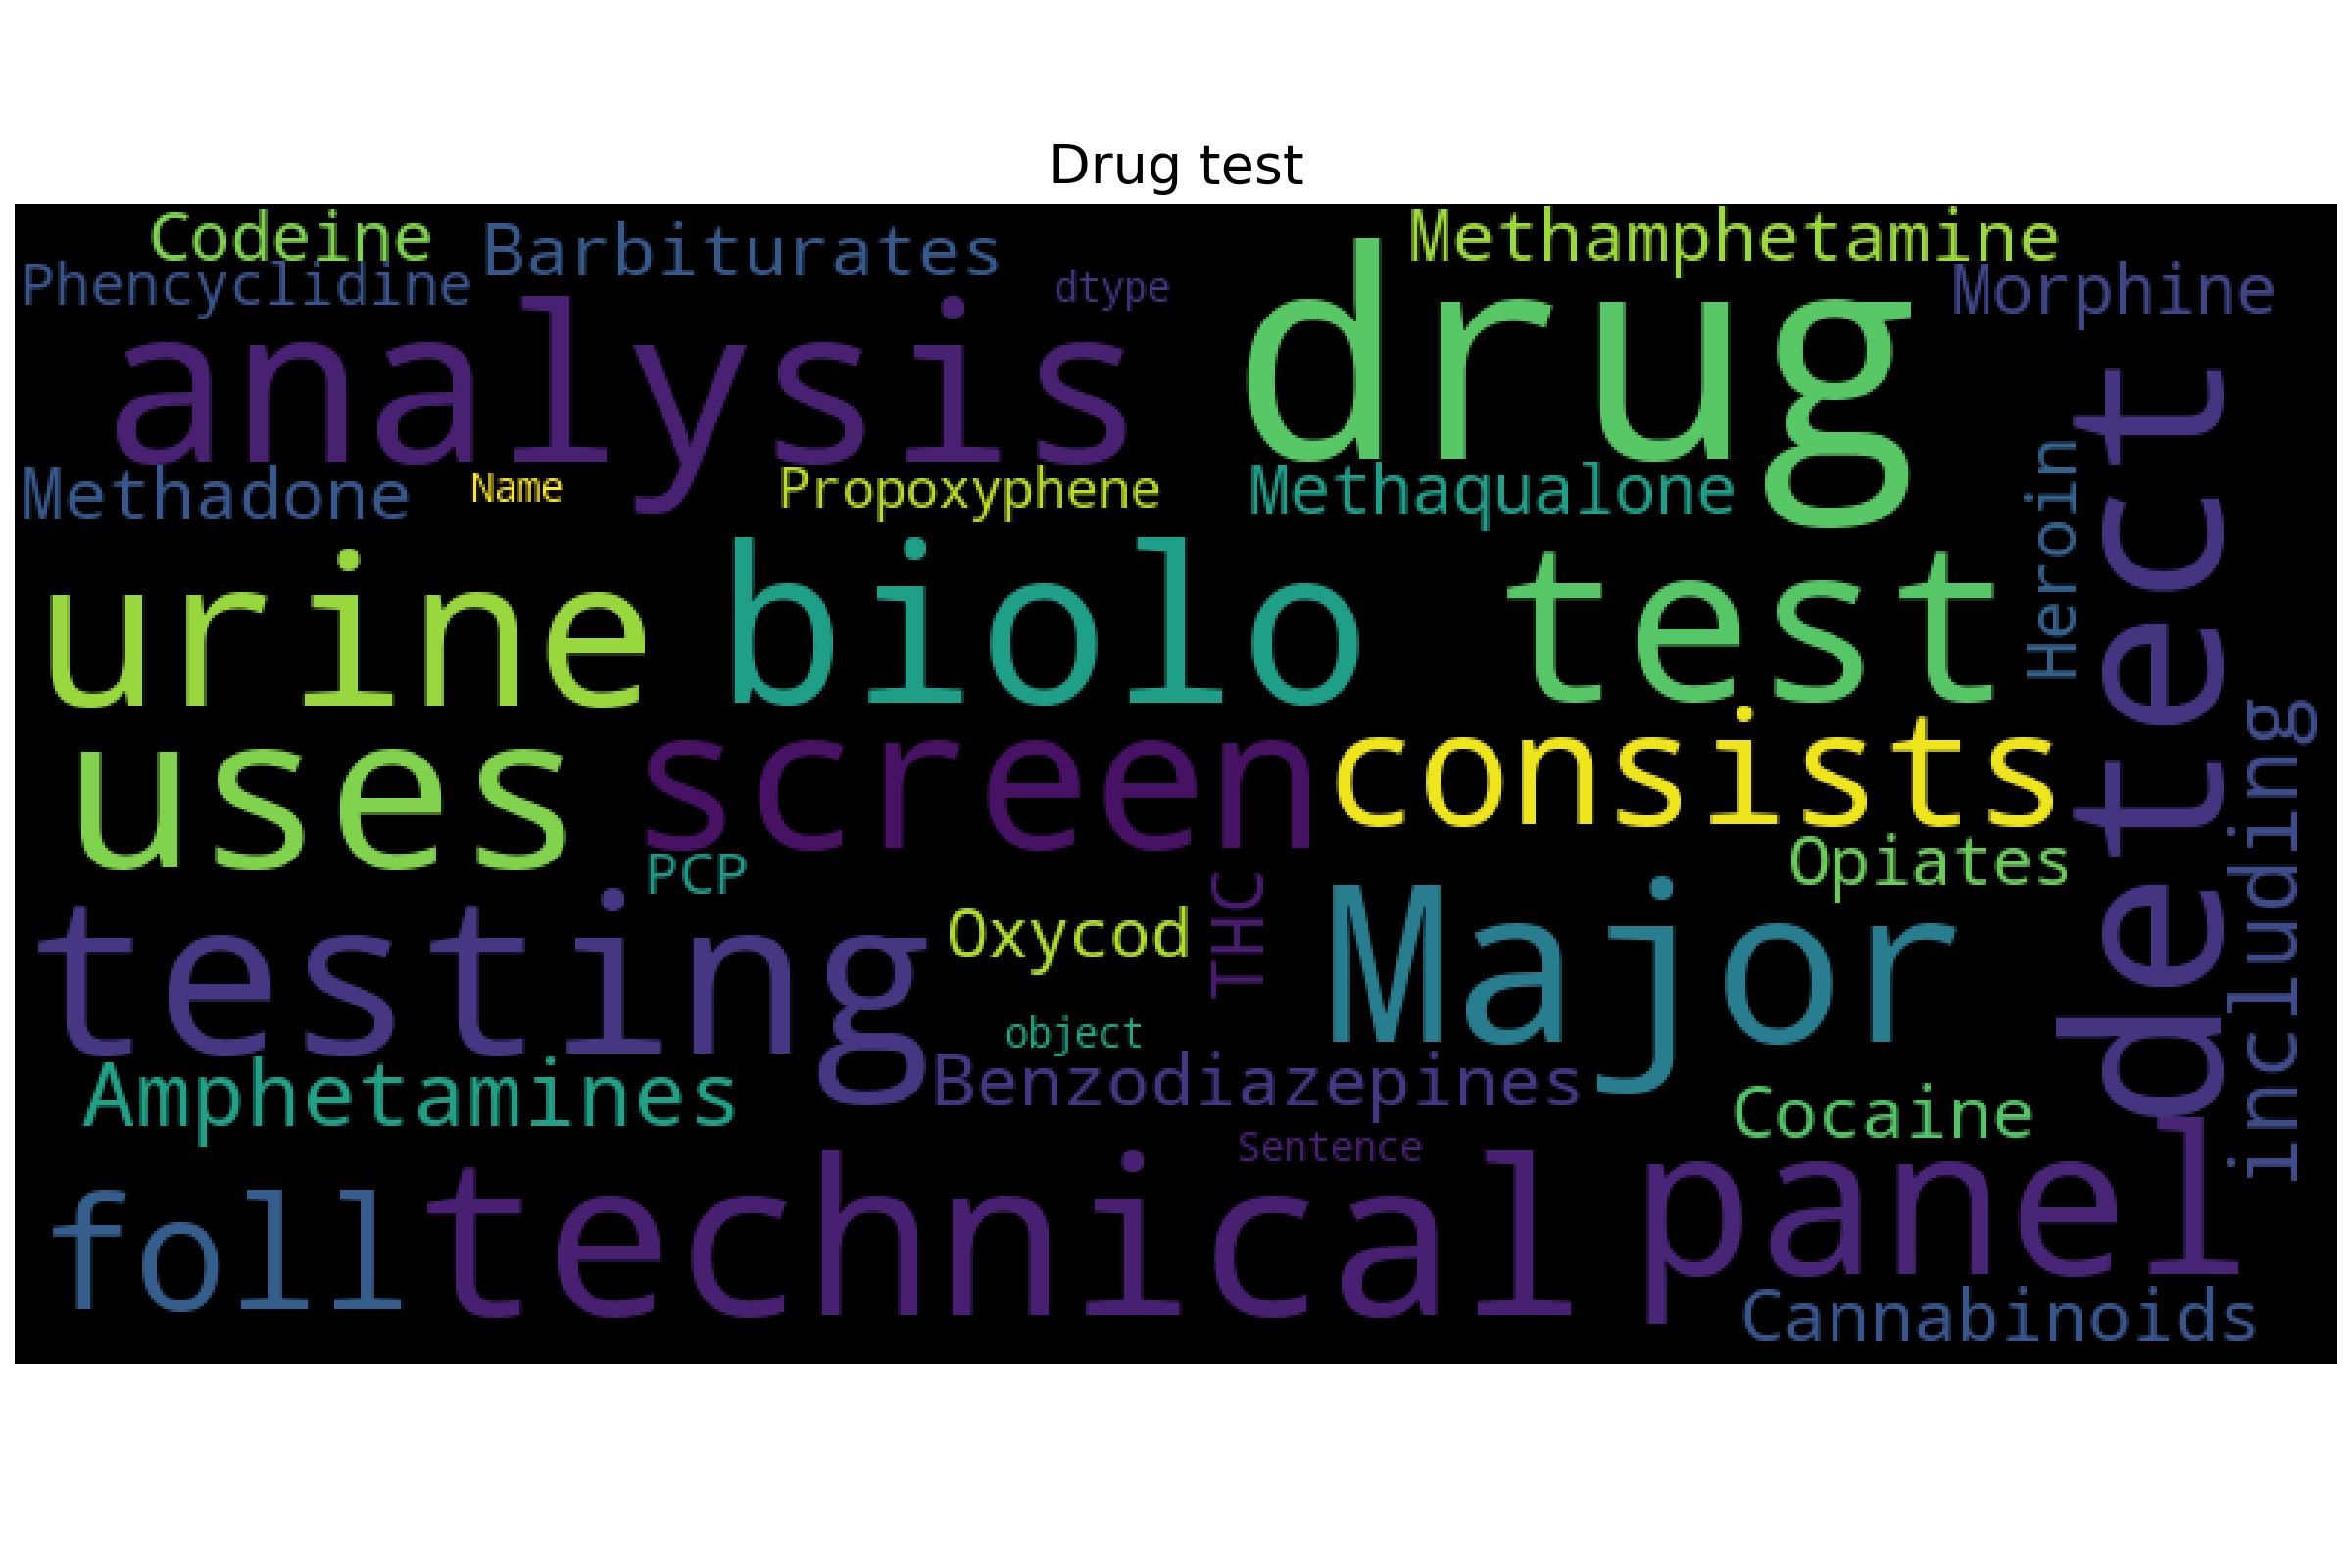 Drug test
Codeine
Barbiturates
Methamphetamine
Phencyclidine
dtype
Morphine
analysis
drug
Methadone
Name
Propoxyphene
Methaqualone
Heroin
detect
urine
biolo
test
uses
screen
consists
including
PCP
Opiates
testing
Oxycod
THC
Major
object
Amphetamines
Benzodiazepines
Cocaine
Sentence
foll
technical
panel
Cannabinoids